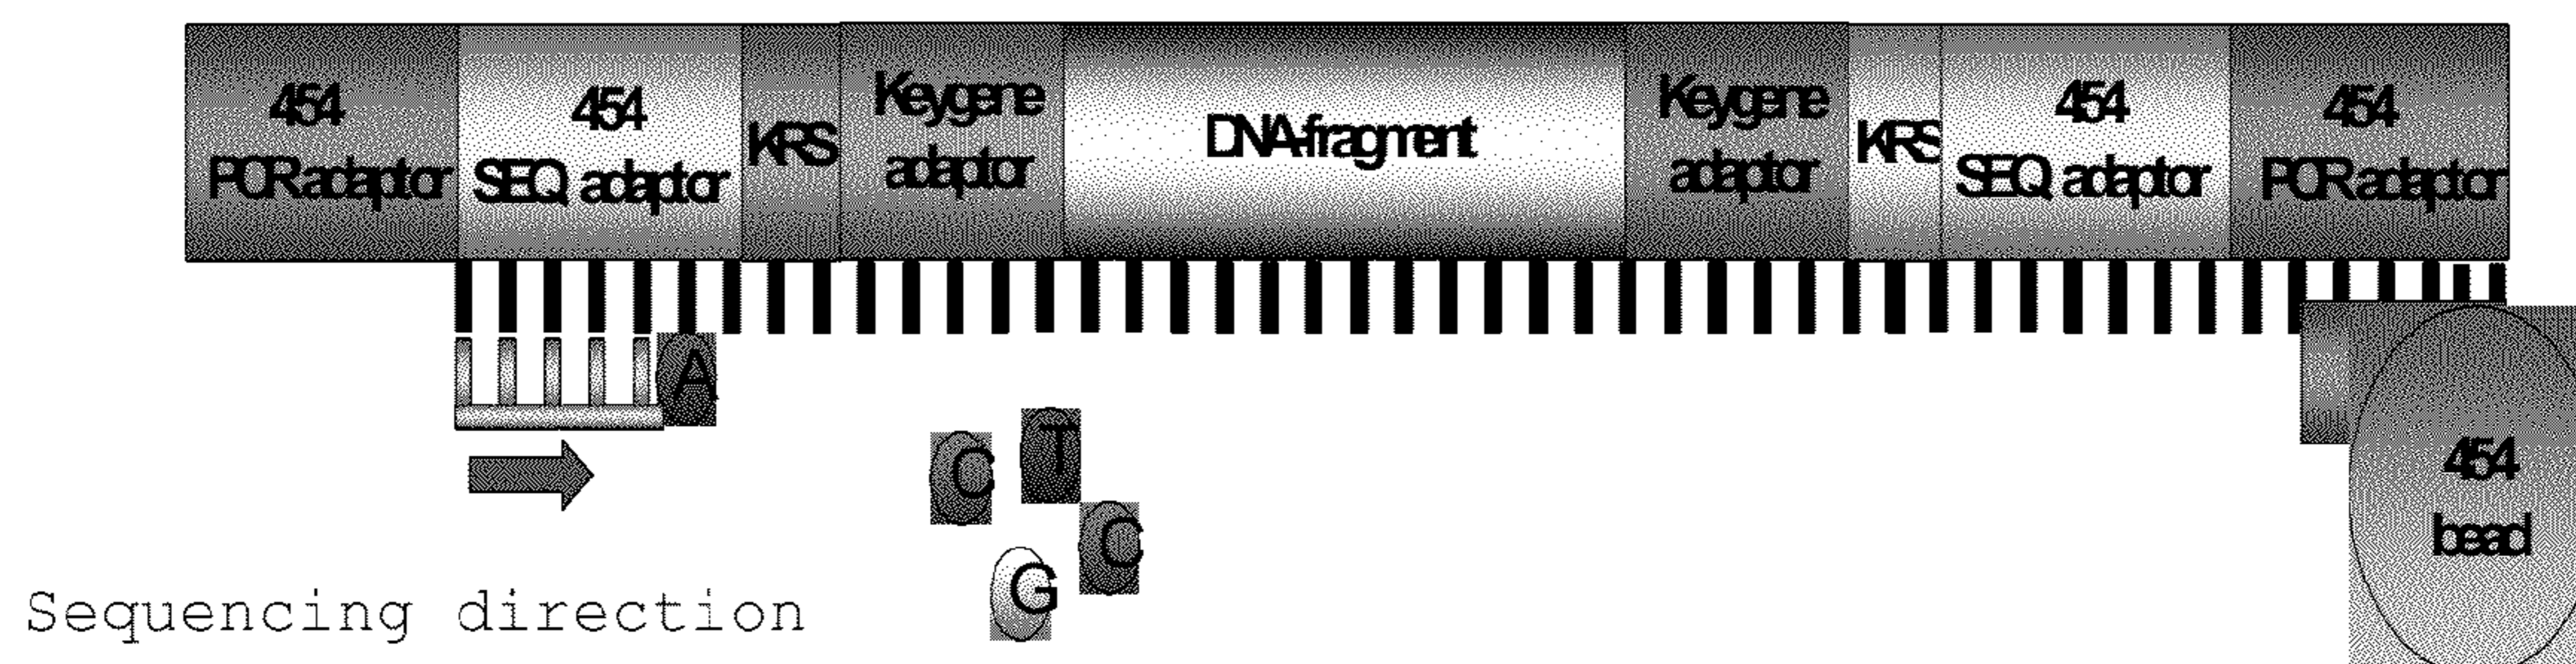 454
PCR adaptor
454
SEQ adaptor
KRS
Keygene
adaptor
DNA-fragment
Keygene
adaptor
KRS
454
SEQ adaptor
454
PCR adaptor
A
C
T
C
G
454
bead
Sequencing direction